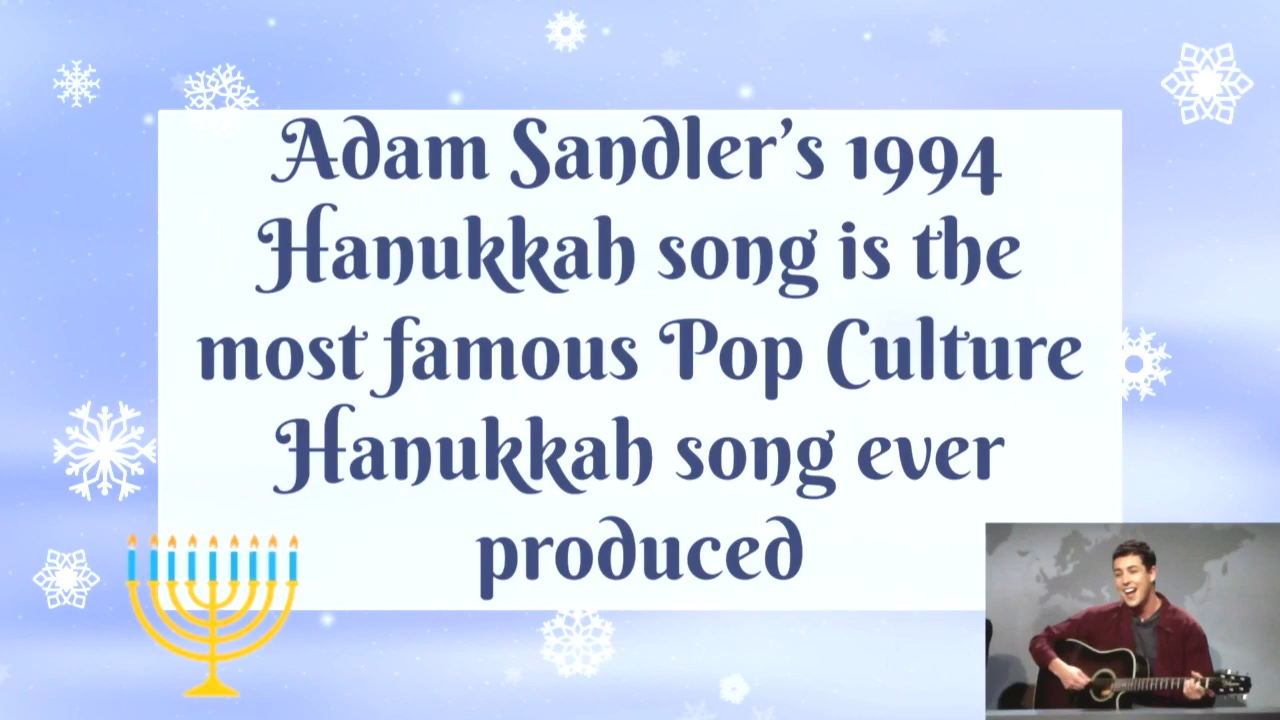 Adam Sandler's 1994
Hanukkah song is the
most famous Pop Culture
Hanukkah song ever
produced